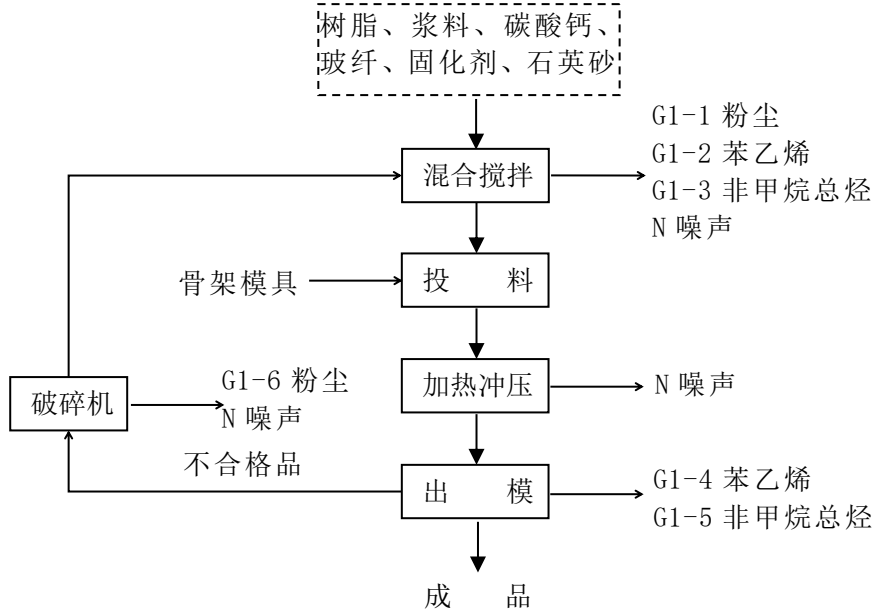 树脂、浆料、碳酸钙、
玻纤、固化剂、石英砂
G1-1 粉尘
G1-2 苯乙烯
G1-3 非甲烷总烃
N 噪声
混合搅拌
骨架模具
投 料
G1-6 粉尘
N 噪声
破碎机
加热冲压
N 噪声
不合格品
出 模
G1-4 苯乙烯
G1-5 非甲烷总烃
成 品